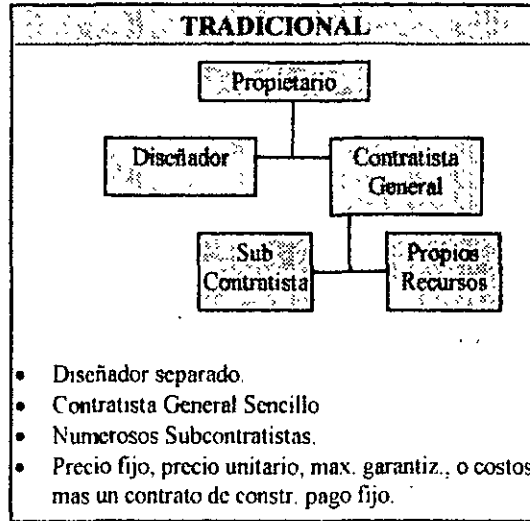 TRADICIONAL
Propietario
Diseñador
Contratista
General
Sub
Contratista
Propios
Recursos
• Diseñador separado.
• Contratista General Sencillo
• Numerosos Subcontratistas.
• Precio fijo, precio unitario, max. garantiz., o costos
mas un contrato de constr. pago fijo.